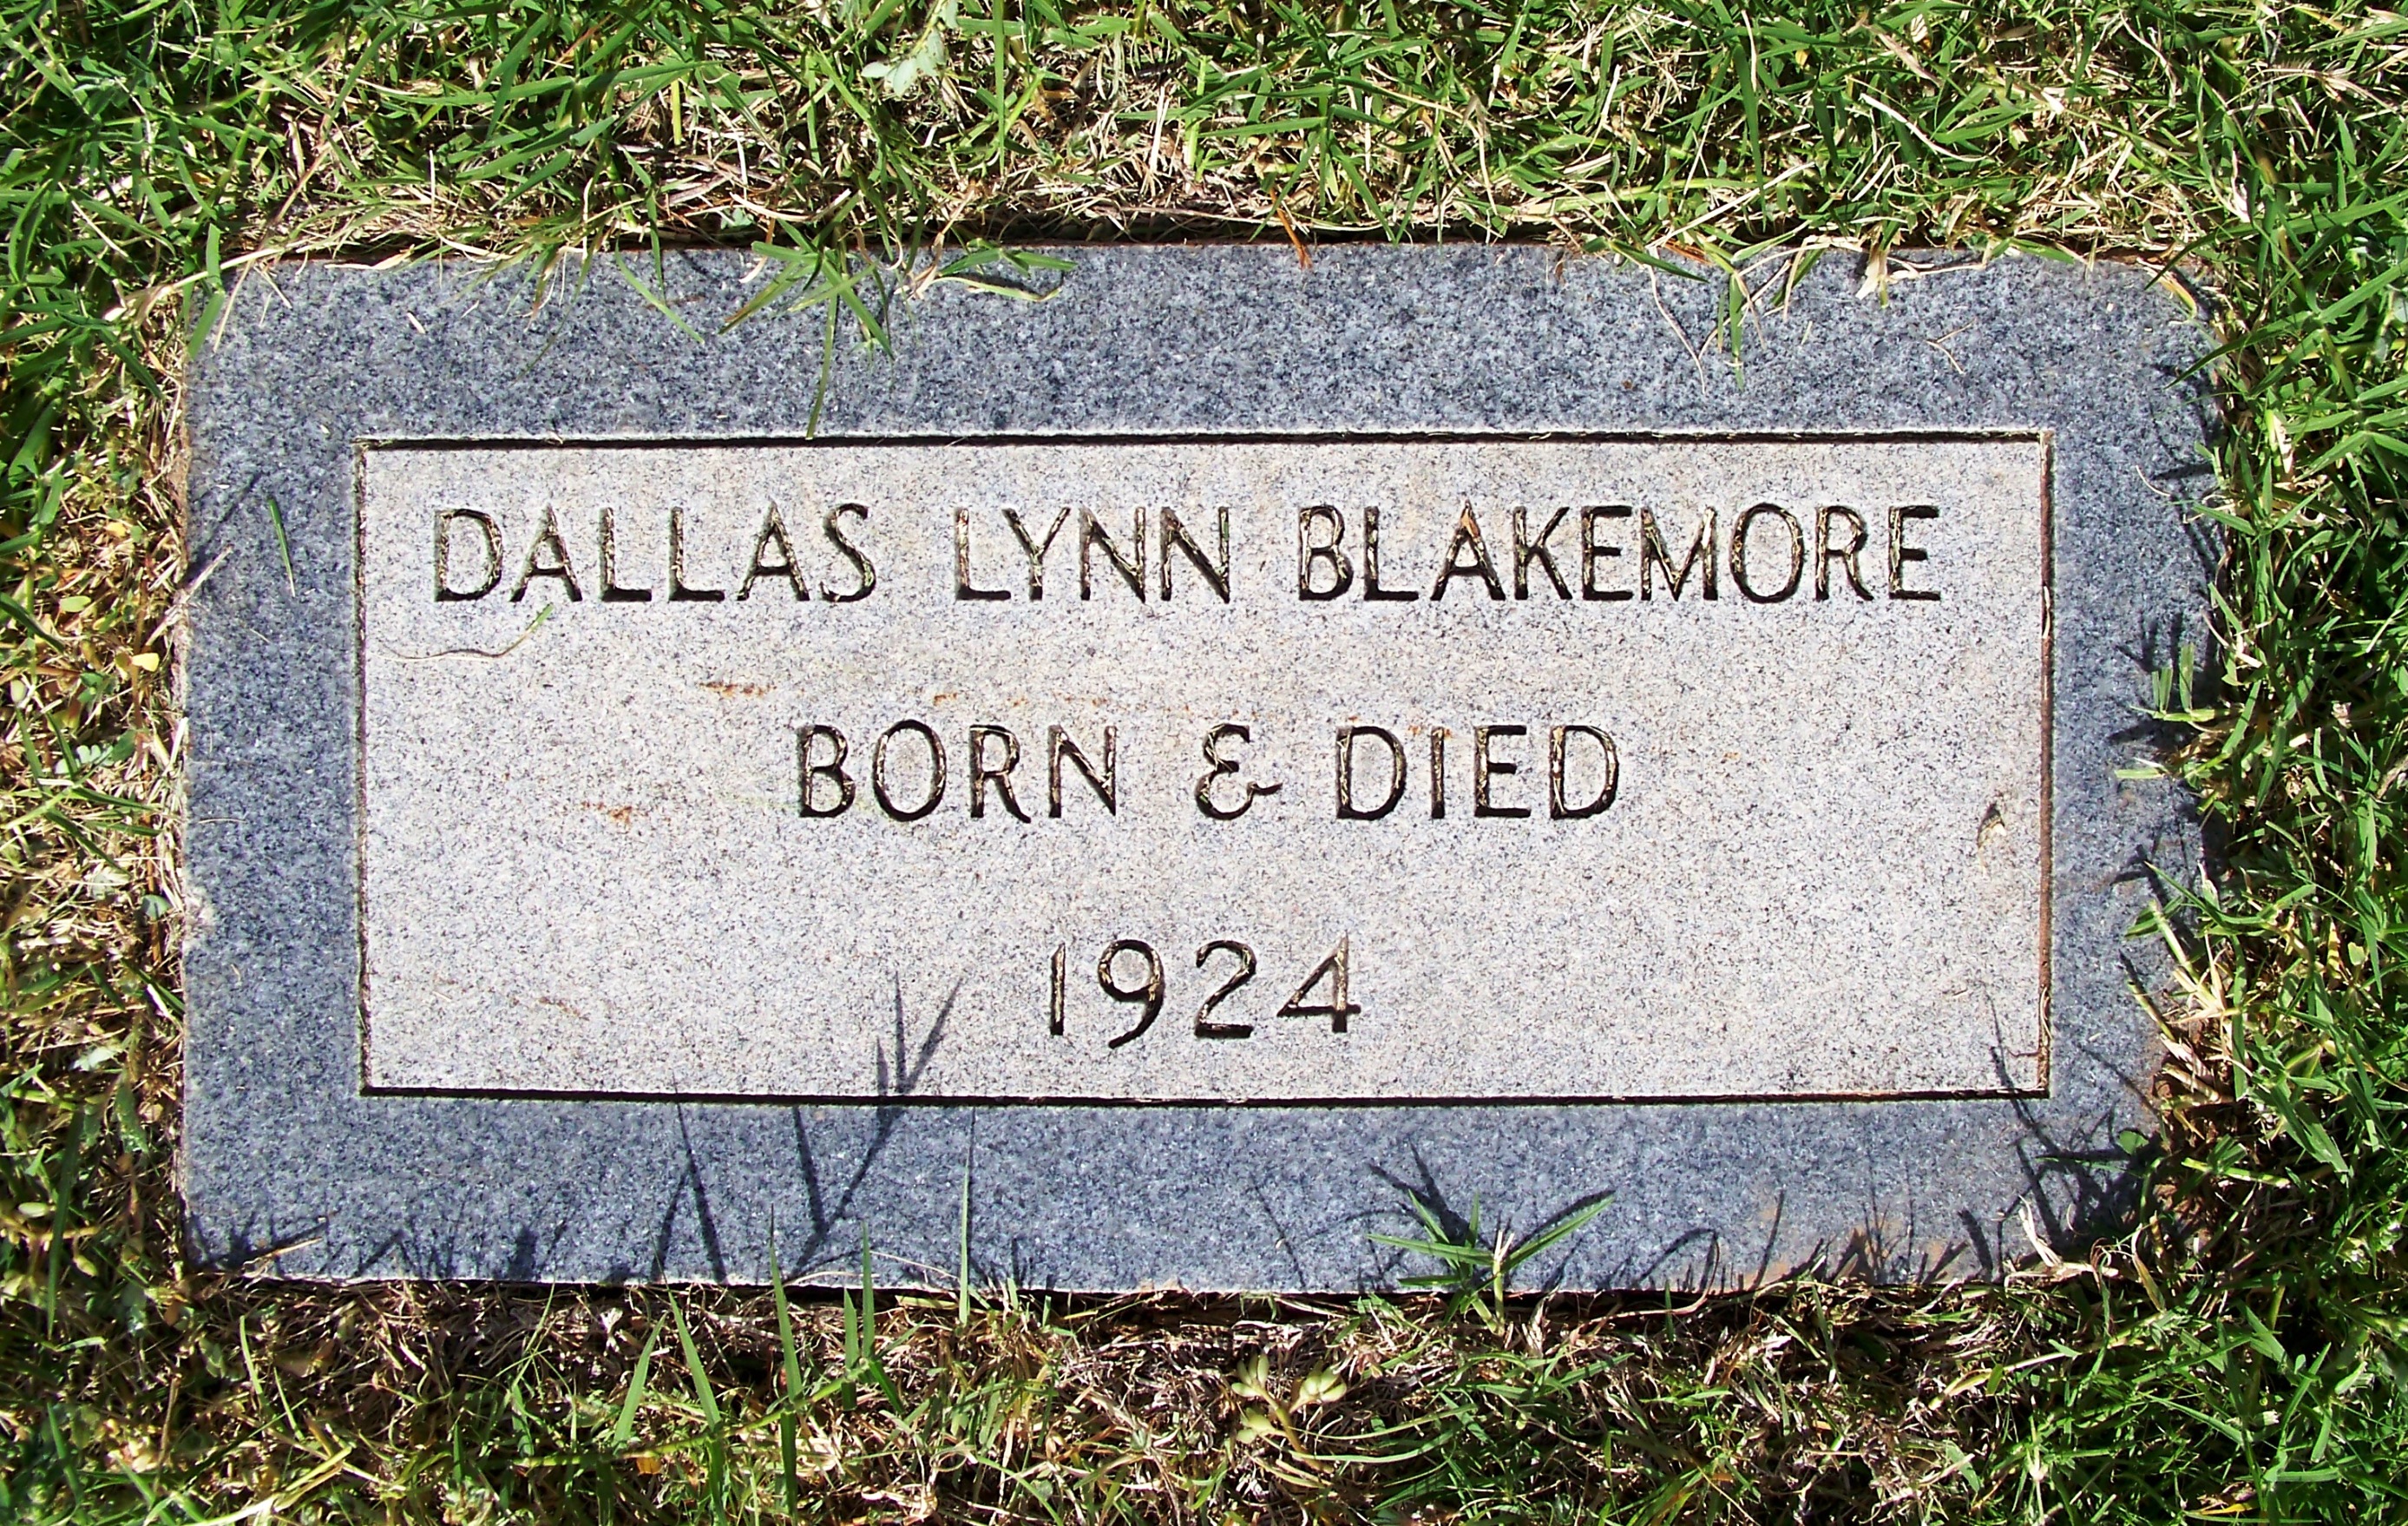 DALLAS LYNN BLAKEMORE
BORN & DIED
1924